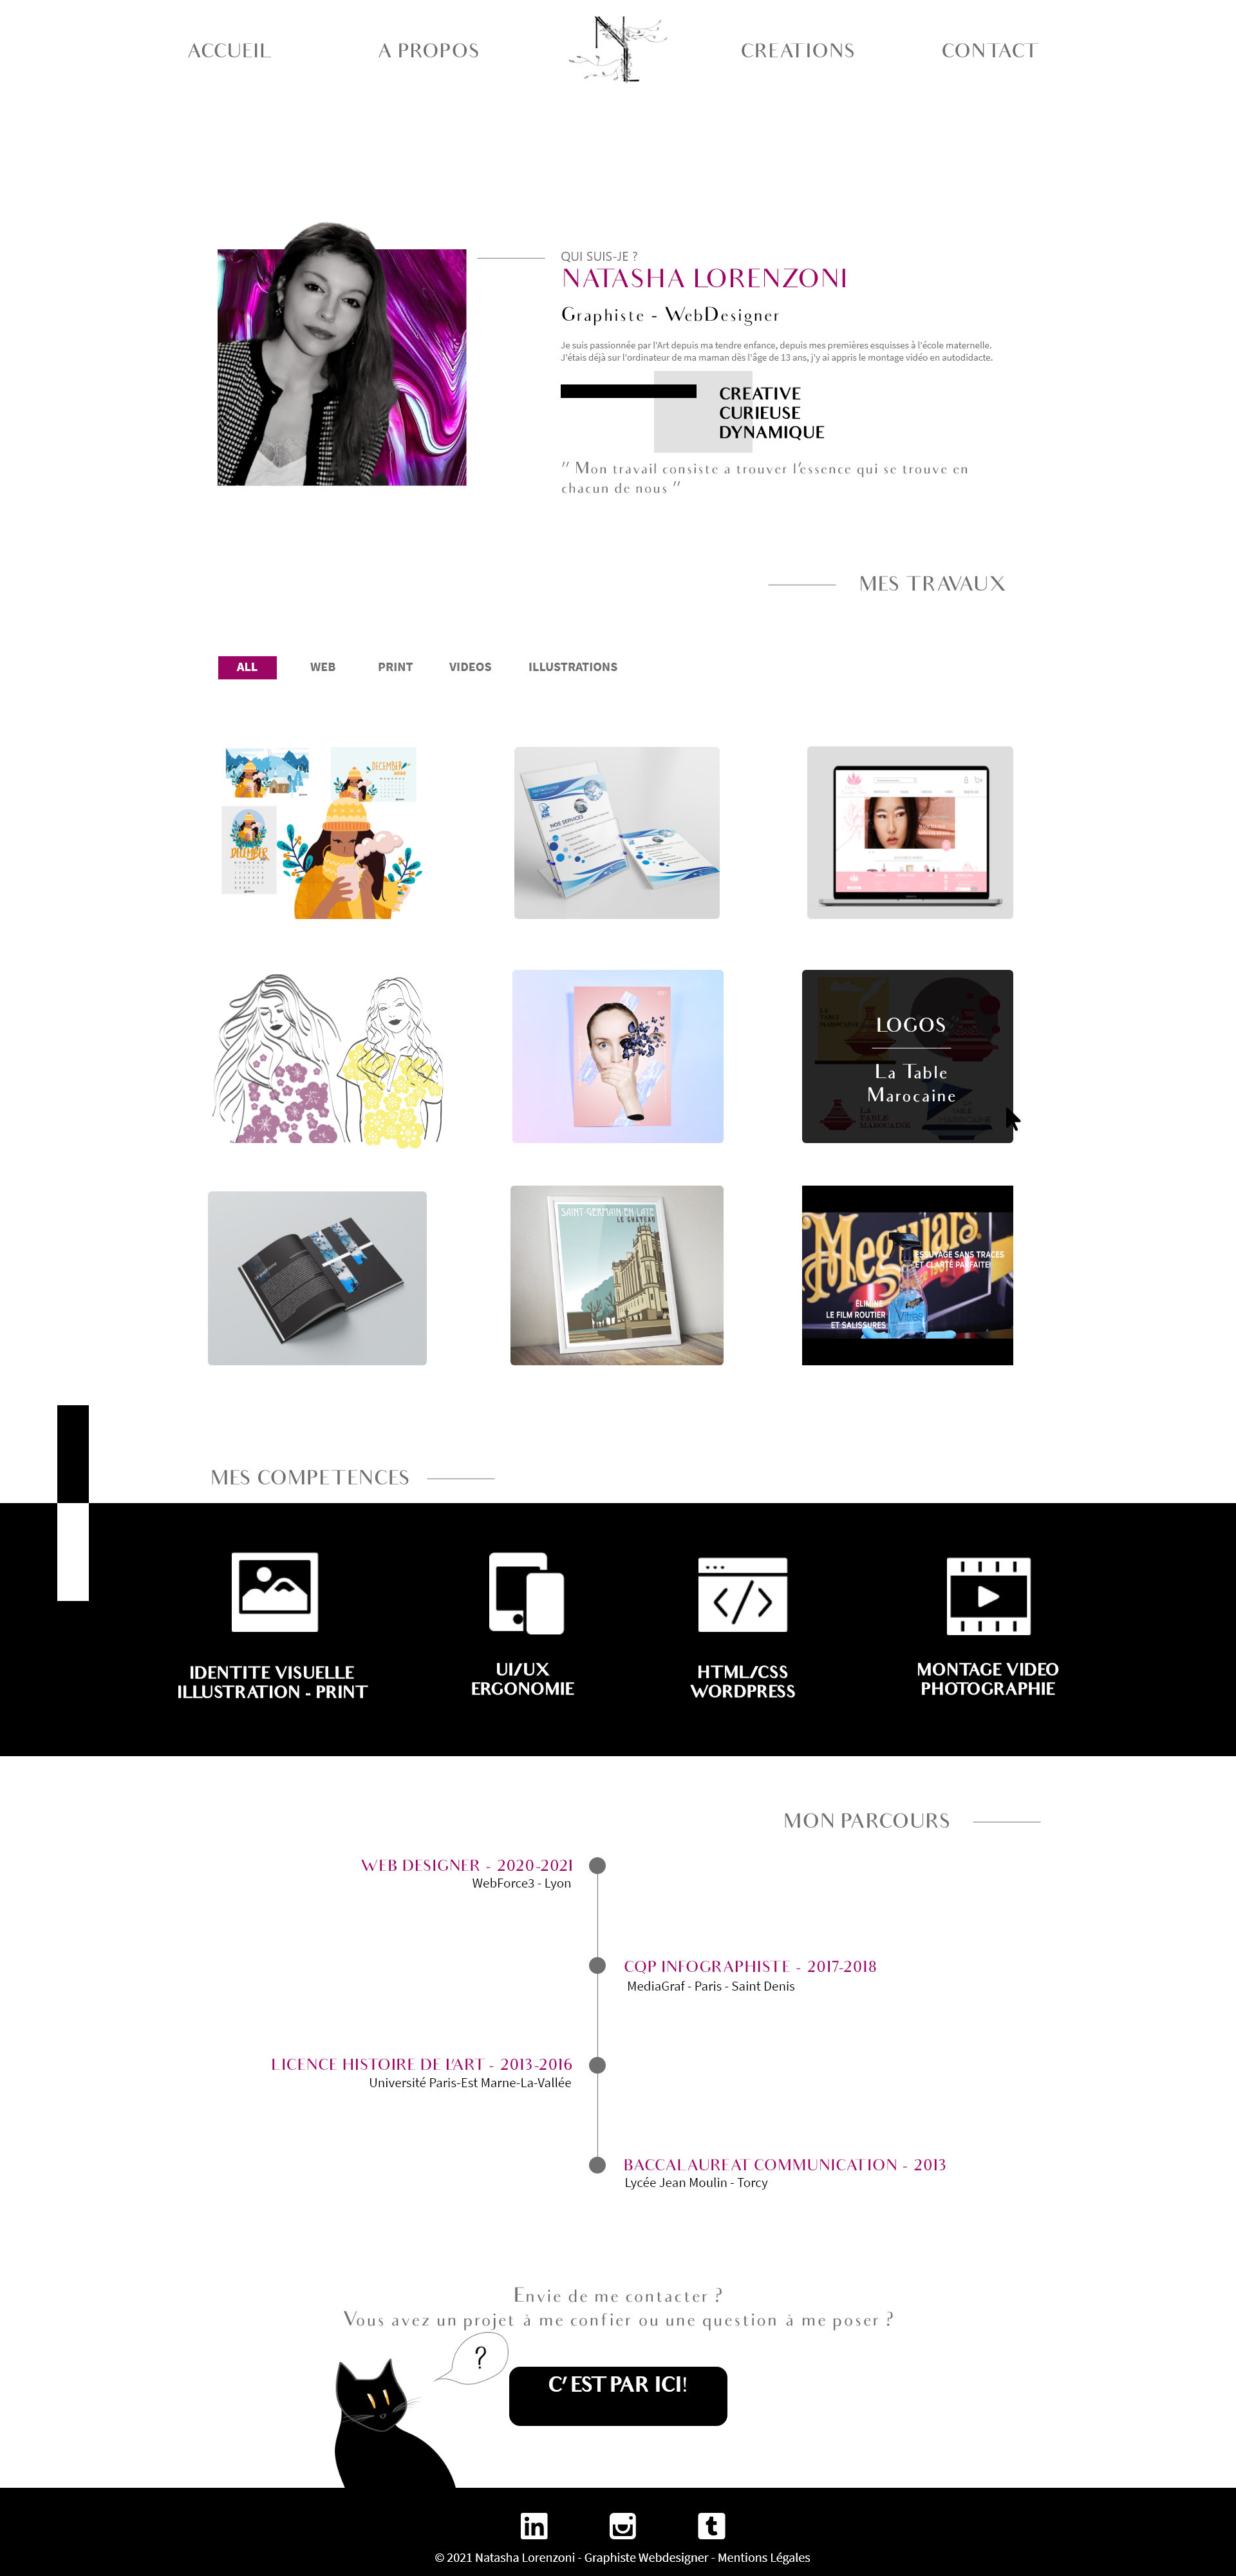 ACCUEIL
A PROPOS
CREATIONS
CONTACT
QUI SUIS-JE ?
NATASHA LORENZONI
Graphiste - WebDesigner
Je suis passionnée par l'Art depuis ma tendre enfance, depuis mes premières esquisses à l'école maternelle.
J'étais déjà sur l'ordinateur de ma maman dès l'âge de 13 ans, j'y ai appris le montage vidéo en autodidacte.
CREATIVE
CURIEUSE
DYNAMIQUE
" Mon travail consiste a trouver l'essence qui se trouve en
chacun de nous "
MES TRAVAUX
ALL
WEB
PRINT
VIDEOS
ILLUSTRATIONS
DECEMBER
DECEMBER
NOS SERVICES
LOGOS
La Table
Marocaine
LA
TABLE
MAROCAINE
SAINT-GERMAIN-EN-LAYE
LE CHÂTEAU
Meguiars
ESSUYAGE SANS TRACES
ET CLARTÉ PARFAITE!
ÉLIMINE
LE FILM ROUTIER
ET SALISSURES
Vitres
MES COMPETENCES
IDENTITE VISUELLE
ILLUSTRATION - PRINT
UI/UX
ERGONOMIE
HTML/CSS
WORDPRESS
MONTAGE VIDEO
PHOTOGRAPHIE
MON PARCOURS
WEB DESIGNER - 2020-2021
WebForce3 - Lyon
CQP INFOGRAPHISTE - 2017-2018
MediaGraf - Paris - Saint Denis
LICENCE HISTOIRE DE L'ART - 2013-2016
Université Paris-Est Marne-La-Vallée
BACCALAUREAT COMMUNICATION - 2013
Lycée Jean Moulin - Torcy
Envie de me contacter ?
Vous avez un projet à me confier ou une question à me poser ?
?
C' EST PAR ICI!
© 2021 Natasha Lorenzoni - Graphiste Webdesigner - Mentions Légales